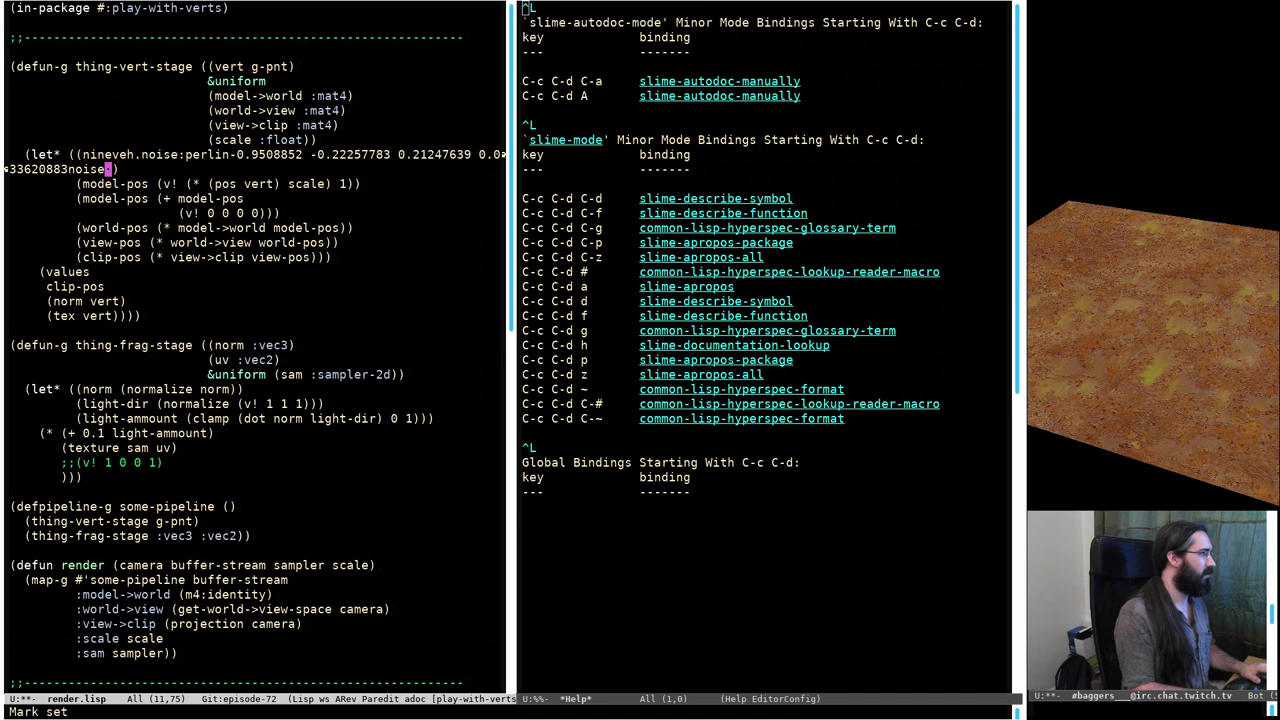 (in-package #:play-with-verts)
;;------------------------------------------------------------
(defun-g thing-vert-stage ((vert g-pnt)
&uniform
(model->world :mat4)
(world->view :mat4)
(view->clip :mat4)
(scale :float))
(let* ((nineveh.noise:perlin-0.9508852 -0.22257783 0.21247639 0.0
33620883noise-)
(model-pos (v! (* (pos vert) scale) 1))
(model-pos (+ model-pos
(v! 0 0 0 0)))
(world-pos (* model->world model-pos))
(view-pos (* world->view world-pos))
(clip-pos (* view->clip view-pos)))
(values
clip-pos
(norm vert)
(tex vert))))
(defun-g thing-frag-stage ((norm :vec3)
(uv :vec2)
&uniform (sam :sampler-2d))
(let* ((norm (normalize norm))
(light-dir (normalize (v! 1 1 1)))
(light-ammount (clamp (dot norm light-dir) 0 1)))
(* (+ 0.1 light-ammount)
(texture sam uv)
;;(v! 1 0 0 1)
)))
(defpipeline-g some-pipeline ()
(thing-vert-stage g-pnt)
(thing-frag-stage :vec3 :vec2))
(defun render (camera buffer-stream sampler scale)
(map-g #'some-pipeline buffer-stream
:model->world (m4:identity)
:world->view (get-world->view-space camera)
:view->clip (projection camera)
:scale scale
:sam sampler))
;;------------------------------------------------------------
U:**- render.lisp All (11,75) Git:episode-72 (Lisp ws ARev Paredit adoc [play-with-verts
Mark set
^L
`slime-autodoc-mode' Minor Mode Bindings Starting With C-c C-d:
key binding
--- -------
C-c C-d C-a slime-autodoc-manually
C-c C-d A slime-autodoc-manually
^L
`slime-mode' Minor Mode Bindings Starting With C-c C-d:
key binding
--- -------
C-c C-d C-d slime-describe-symbol
C-c C-d C-f slime-describe-function
C-c C-d C-g common-lisp-hyperspec-glossary-term
C-c C-d C-p slime-apropos-package
C-c C-d C-z slime-apropos-all
C-c C-d # common-lisp-hyperspec-lookup-reader-macro
C-c C-d a slime-apropos
C-c C-d d slime-describe-symbol
C-c C-d f slime-describe-function
C-c C-d g common-lisp-hyperspec-glossary-term
C-c C-d h slime-documentation-lookup
C-c C-d p slime-apropos-package
C-c C-d z slime-apropos-all
C-c C-d ~ common-lisp-hyperspec-format
C-c C-d C-# common-lisp-hyperspec-lookup-reader-macro
C-c C-d C-~ common-lisp-hyperspec-format
^L
Global Bindings Starting With C-c C-d:
key binding
--- -------
U:%%- *Help* All (1,0) (Help EditorConfig)
U:**- #baggers___@irc.chat.twitch.tv Bot (5